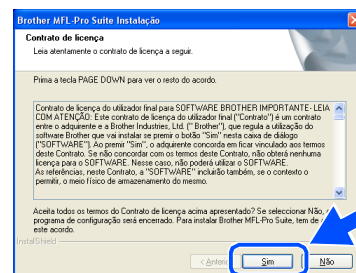 Brother MFL-Pro Suite Instalação
Contrato de licença
Leia atentamente o contrato de licença a seguir.
Prima a tecla PAGE DOWN para ver o resto do acordo.
Contrato de licença do utilizador final para SOFTWARE BROTHER IMPORTANTE- LEIA
COM ATENÇÃO: Este contrato de licença do utilizador final ("Contrato") é um contrato
entre o adquirente e a Brother Industries, Ltd. (" Brother"), que regula a utilização do
software Brother que vai instalar se premir o botão "Sim" nesta caixa de diálogo
("SOFTWARE"). Ao premir "Sim", o adquirente concorda em ficar vinculado aos termos
deste Contrato. Se não concordar com os termos deste Contrato, não obterá nenhuma
licença para o SOFTWARE. Nesse caso, não poderá utilizar o SOFTWARE.
As referências, neste Contrato, a "SOFTWARE" incluirão também, se o contexto o
permitir, o meio físico de armazenamento do mesmo.
Aceita todos os termos do Contrato de licença acima apresentado? Se seleccionar Não, o
programa de configuração será encerrado. Para instalar Brother MFL-Pro Suite, tem de
este acordo.
InstallShield
< Anterior
Sim
Não